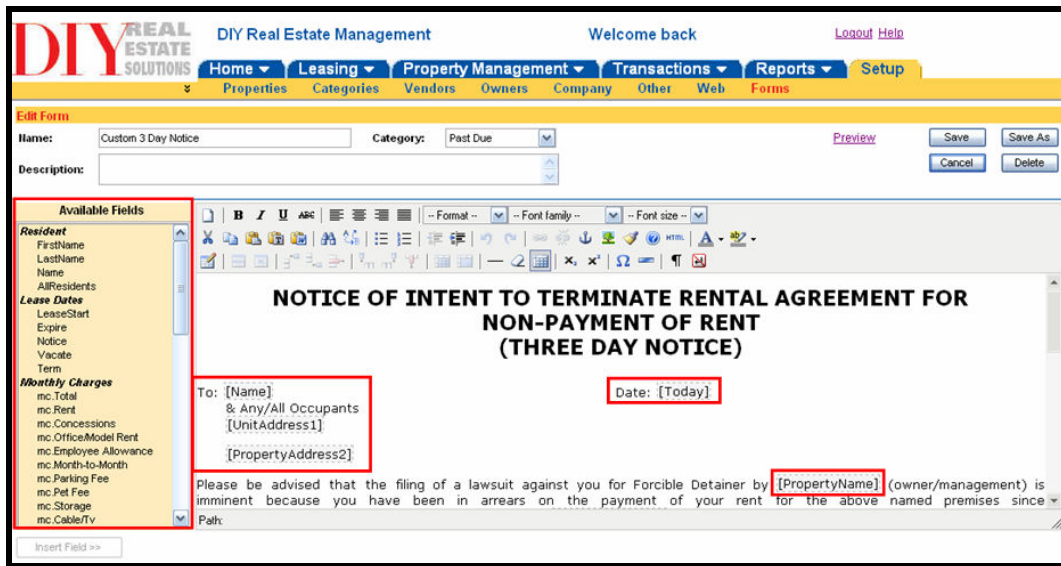 DIY REAL ESTATE SOLUTIONS
DIY Real Estate Management Welcome back Logout Help
Home Leasing Property Management Transactions Reports Setup
Properties Categories Vendors Owners Company Other Web Forms
Edit Form
Name: Custom 3 Day Notice Category: Past Due Preview Save Save As
Description: Cancel Delete
Available Fields
Resident
FirstName
LastName
Name
AllResidents
Lease Dates
LeaseStart
Expire
Notice
Vacate
Term
Monthly Charges
mc.Total
mc.Rent
mc.Concessions
mc.Office/Model Rent
mc.Employee Allowance
mc.Month-to-Month
mc.Parking Fee
mc.Pet Fee
mc.Storage
mc.Cable/Tv
Insert Field >>
B I U ABC -- Format -- -- Font family -- -- Font size --
HTML A ab
x₂ x² Ω ¶
NOTICE OF INTENT TO TERMINATE RENTAL AGREEMENT FOR
NON-PAYMENT OF RENT
(THREE DAY NOTICE)
To: [Name] Date: [Today]
& Any/All Occupants
[UnitAddress1]
[PropertyAddress2]
Please be advised that the filing of a lawsuit against you for Forcible Detainer by [PropertyName] (owner/management) is
imminent because you have been in arrears on the payment of your rent for the above named premises since
Path: